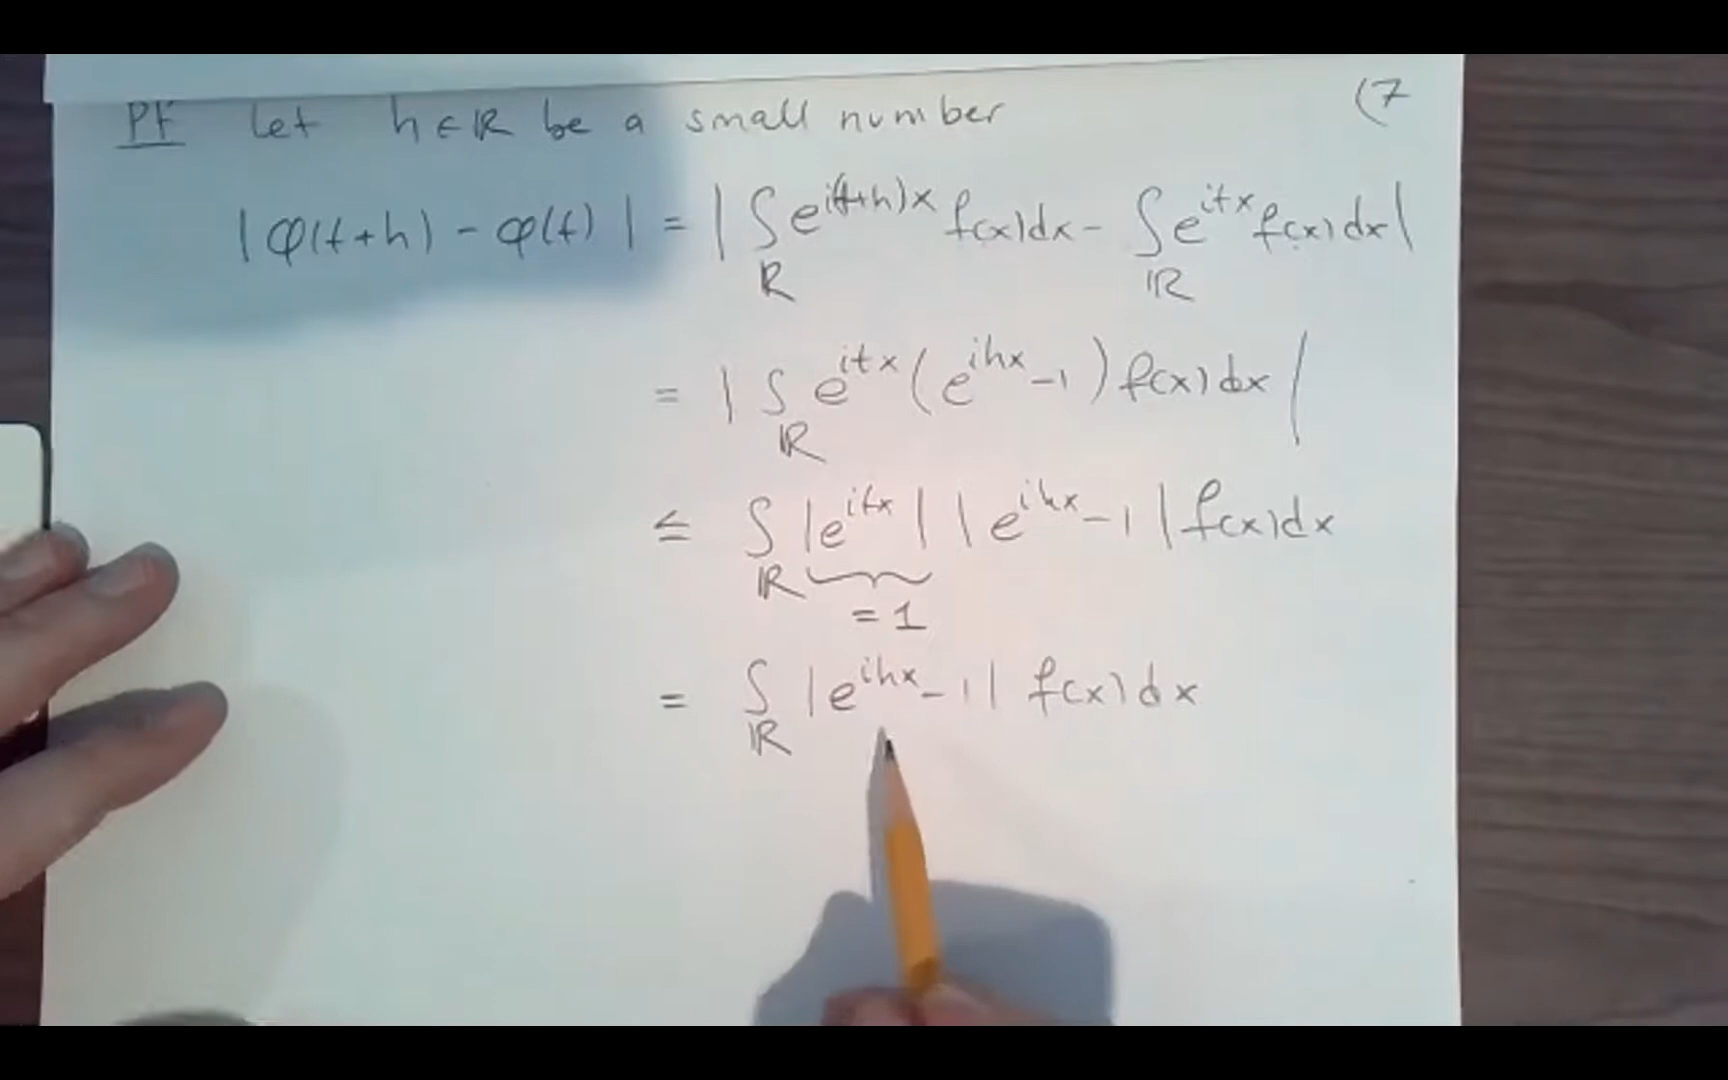 (7
Pf Let h ∈ ℝ be a small number
|φ(t+h) - φ(t)| = |∫_ℝ e^{i(t+h)x} f(x)dx - ∫_ℝ e^{itx} f(x)dx|
= |∫_ℝ e^{itx} (e^{ihx} - 1) f(x)dx|
≤ ∫_ℝ |e^{itx}| |e^{ihx} - 1| f(x)dx
= 1
= ∫_ℝ |e^{ihx} - 1| f(x)dx